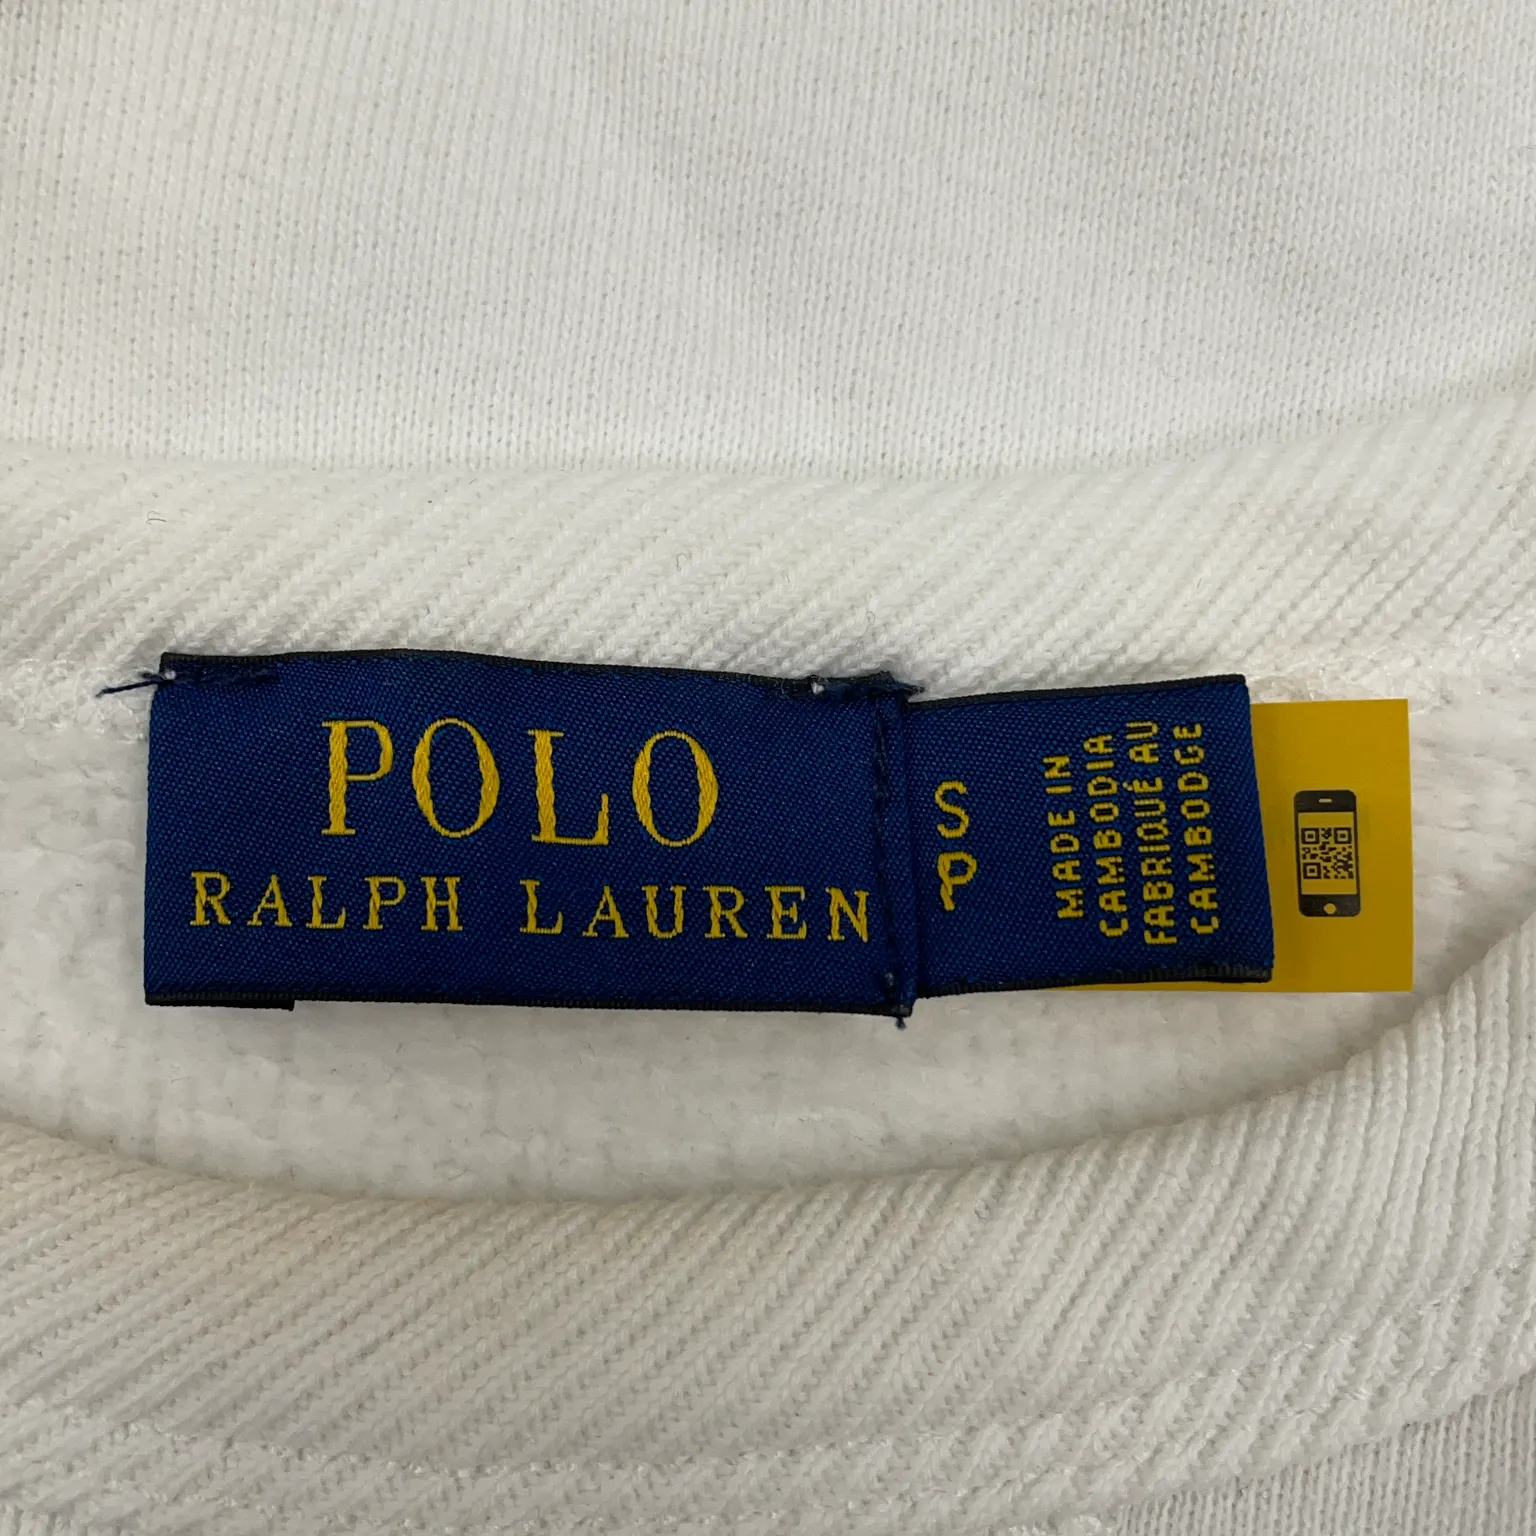 POLO
RALPH LAUREN
S
P
MADE IN
CAMBODIA
FABRIQUÉ AU
CAMBODGE